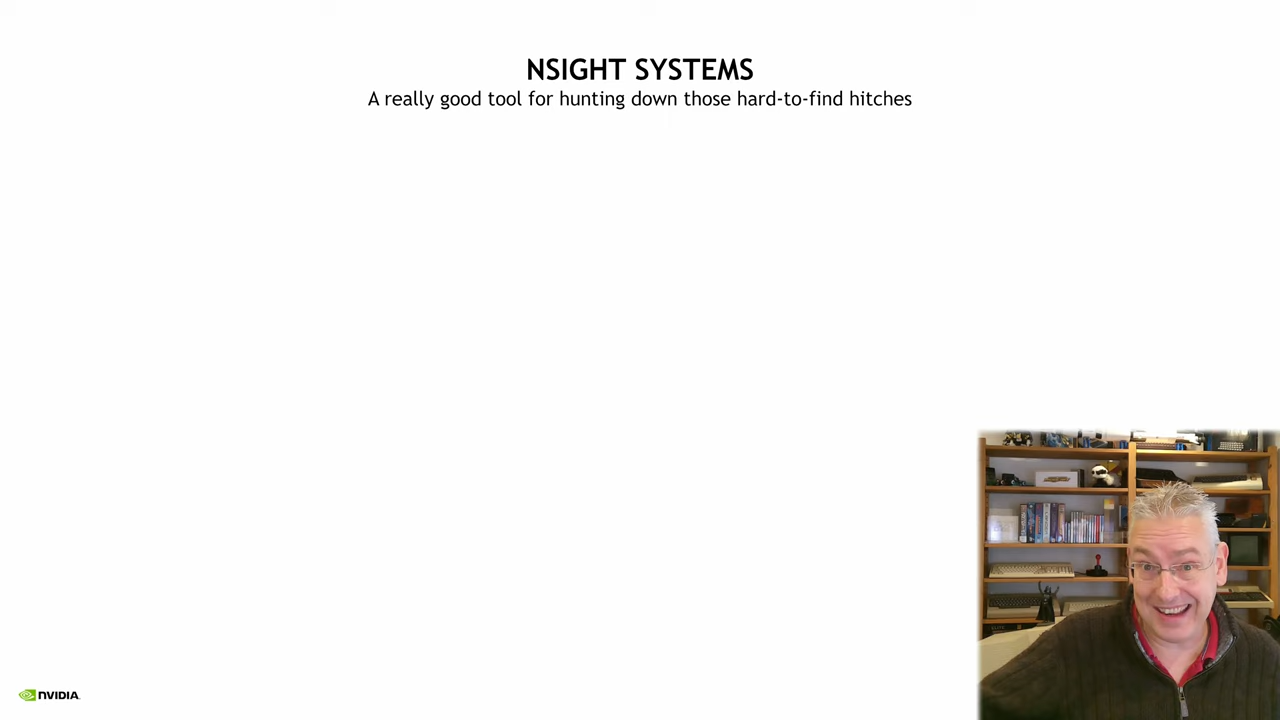 NSIGHT SYSTEMS
A really good tool for hunting down those hard-to-find hitches
NVIDIA